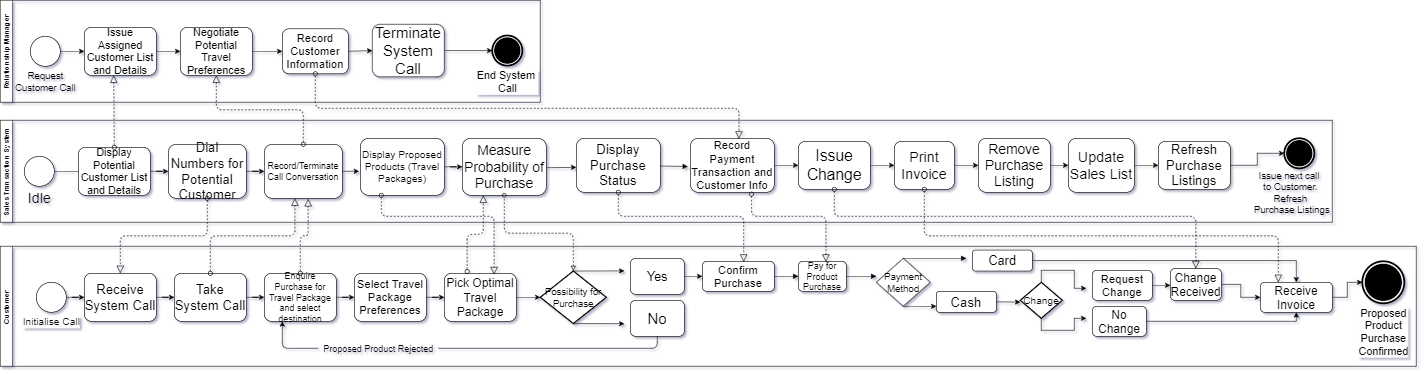 Relationship Manager
Request
Customer Call
Issue
Assigned
Customer List
and Details
Negotiate
Potential
Travel
Preferences
Record
Customer
Information
Terminate
System
Call
End System
Call
Sales Transaction System
Idle
Display
Potential
Customer List
and Details
Dial
Numbers for
Potential
Customer
Record/Terminate
Call Conversation
Display Proposed
Products (Travel
Packages)
Measure
Probability of
Purchase
Display
Purchase
Status
Record
Payment
Transaction and
Customer Info
Issue
Change
Print
Invoice
Remove
Purchase
Listing
Update
Sales List
Refresh
Purchase
Listings
Issue next call
to Customer.
Refresh
Purchase Listings
Customer
Initialise Call
Receive
System Call
Take
System Call
Enquire
Purchase for
Travel Package
and select
destination
Select Travel
Package
Preferences
Pick Optimal
Travel
Package
Possibility for
Purchase
Yes
No
Proposed Product Rejected
Confirm
Purchase
Pay for
Product
Purchase
Payment
Method
Card
Cash
Change
Request
Change
No
Change
Change
Received
Receive
Invoice
Proposed
Product
Purchase
Confirmed